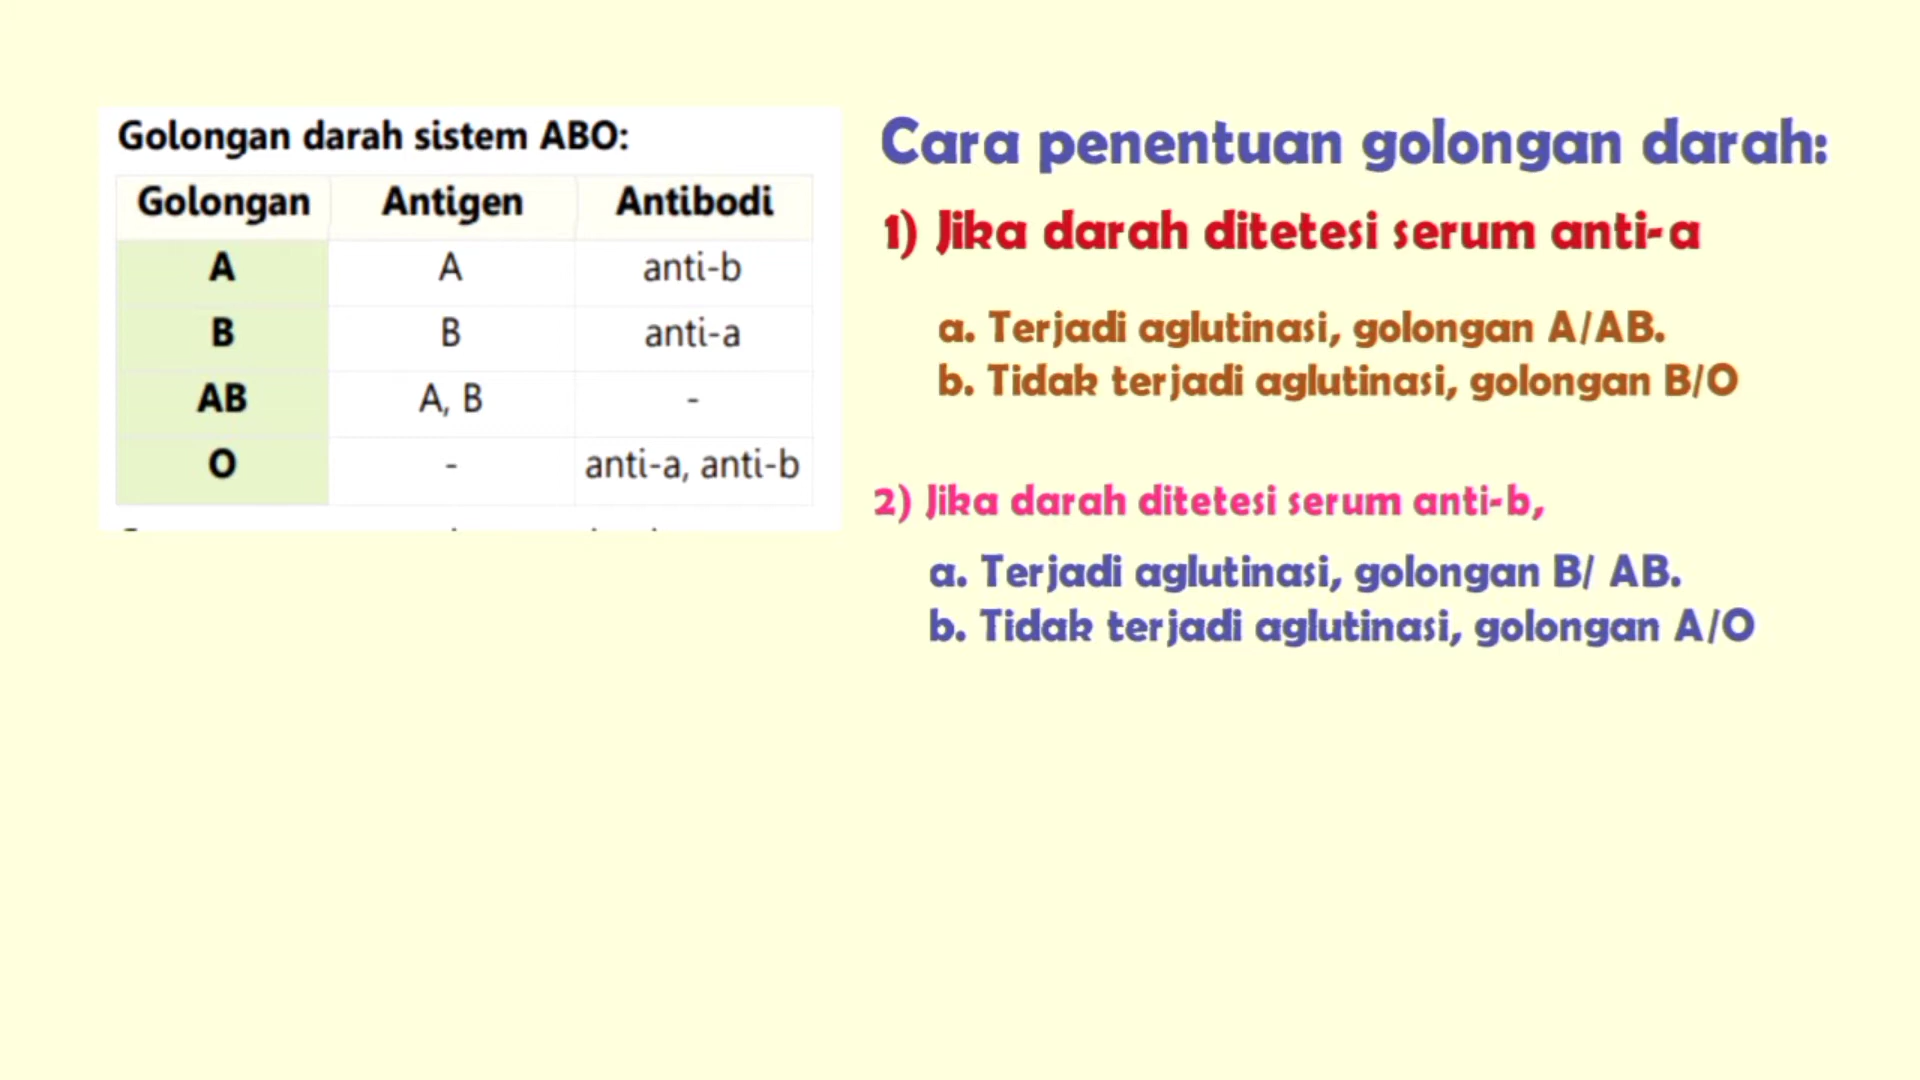 Golongan darah sistem ABO:
Golongan Antigen Antibodi
A A anti-b
B B anti-a
AB A, B -
O - anti-a, anti-b
Cara penentuan golongan darah:
1) Jika darah ditetesi serum anti-a
a. Terjadi aglutinasi, golongan A/AB.
b. Tidak terjadi aglutinasi, golongan B/O
2) Jika darah ditetesi serum anti-b,
a. Terjadi aglutinasi, golongan B/ AB.
b. Tidak terjadi aglutinasi, golongan A/O